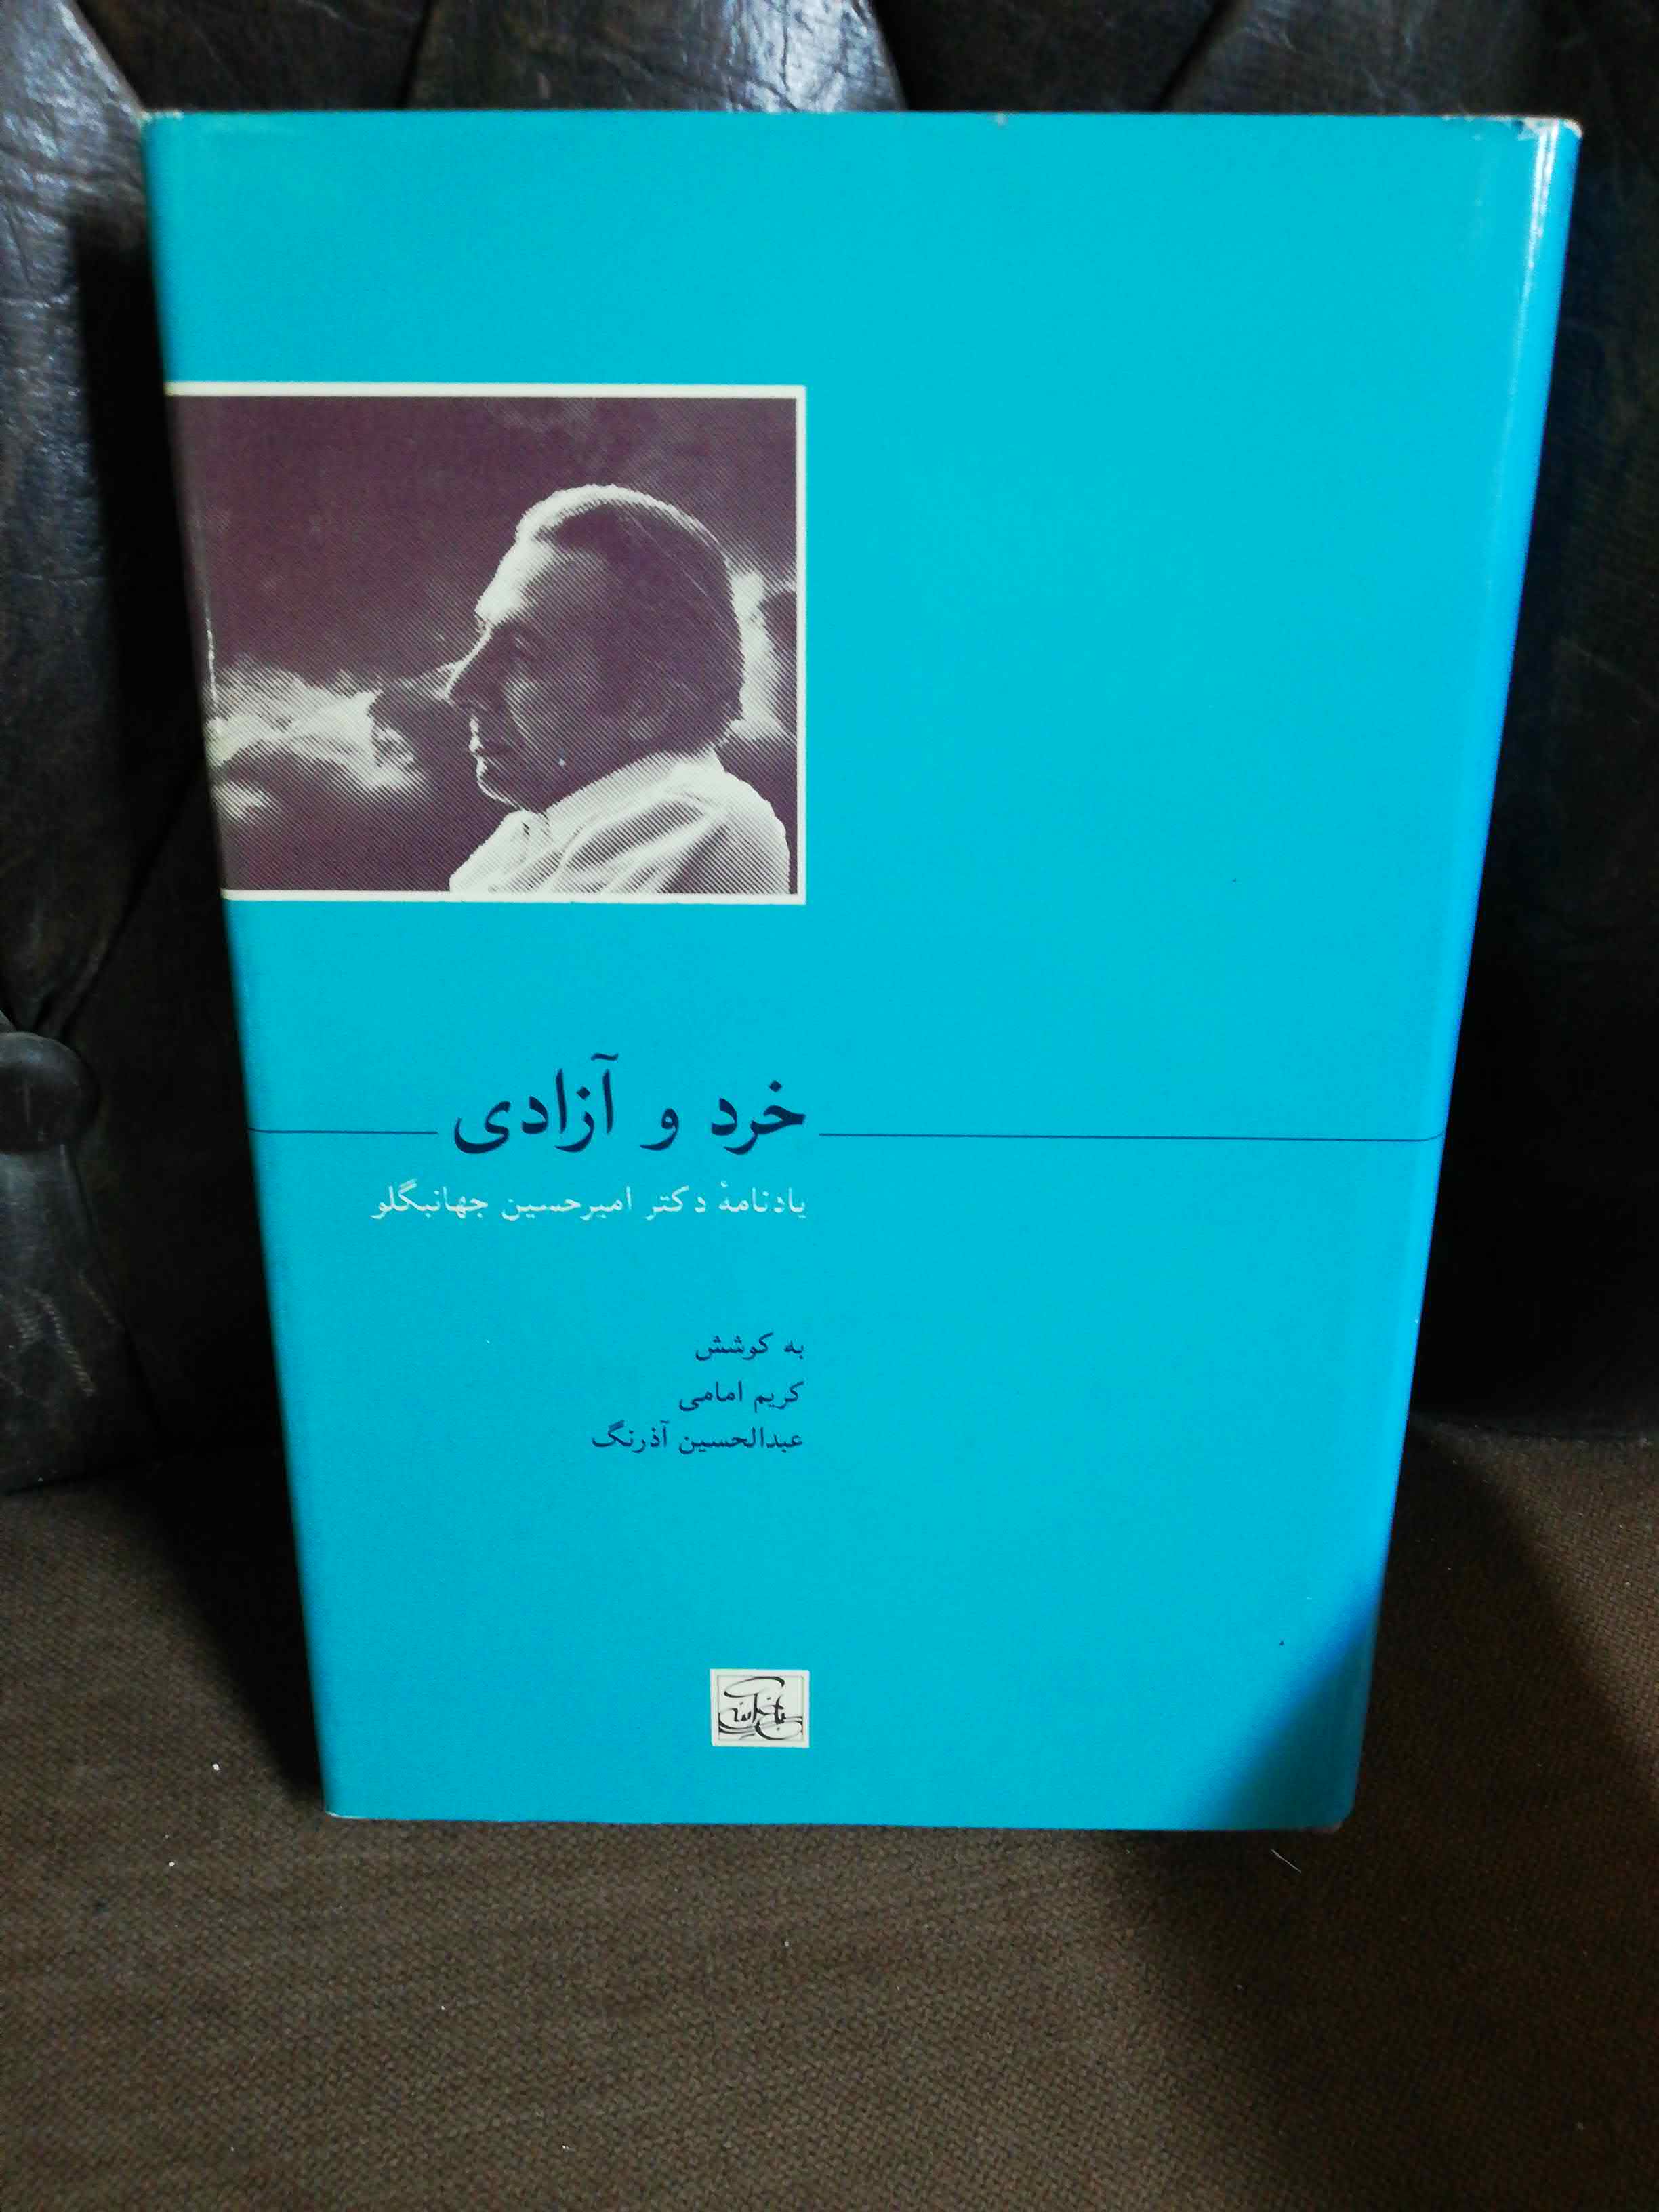 خرد و آزادی
یادنامهٔ دکتر امیرحسین جهانبگلو
به کوشش
کریم امامی
عبدالحسین آذرنگ